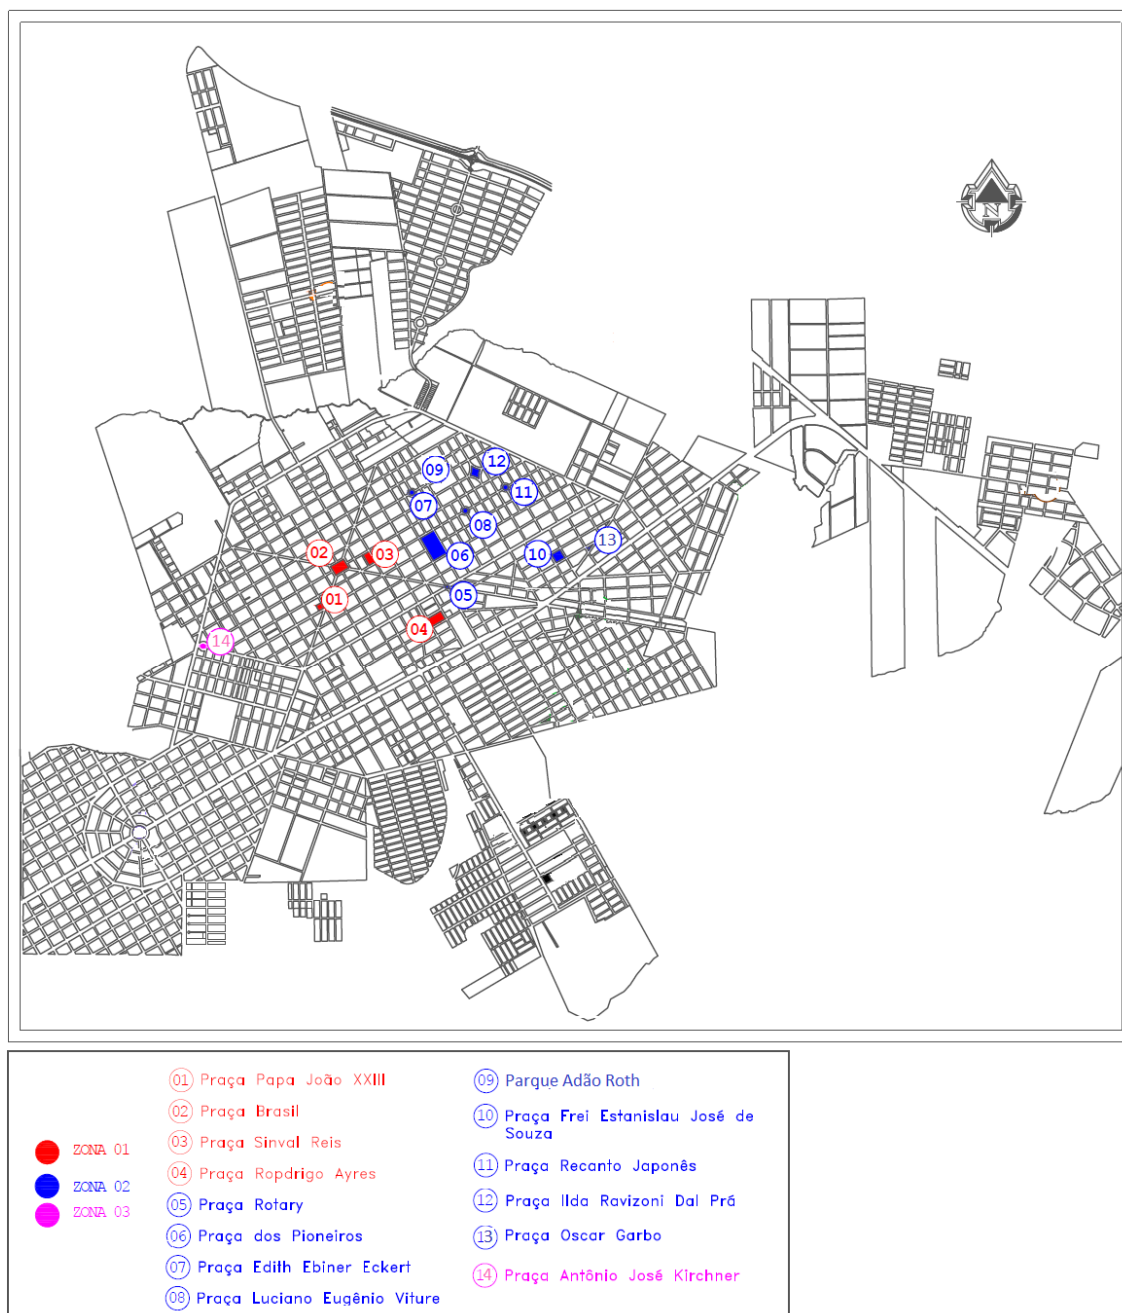 N
12
09
11
07
08
13
02
03
10
06
01
05
04
14
ZONA 01
ZONA 02
ZONA 03
01 Praça Papa João XXIII
02 Praça Brasil
03 Praça Sinval Reis
04 Praça Ropdrigo Ayres
05 Praça Rotary
06 Praça dos Pioneiros
07 Praça Edith Ebiner Eckert
08 Praça Luciano Eugênio Viture
09 Parque Adão Roth
10 Praça Frei Estanislau José de
Souza
11 Praça Recanto Japonês
12 Praça Ilda Ravizoni Dal Prá
13 Praça Oscar Garbo
14 Praça Antônio José Kirchner